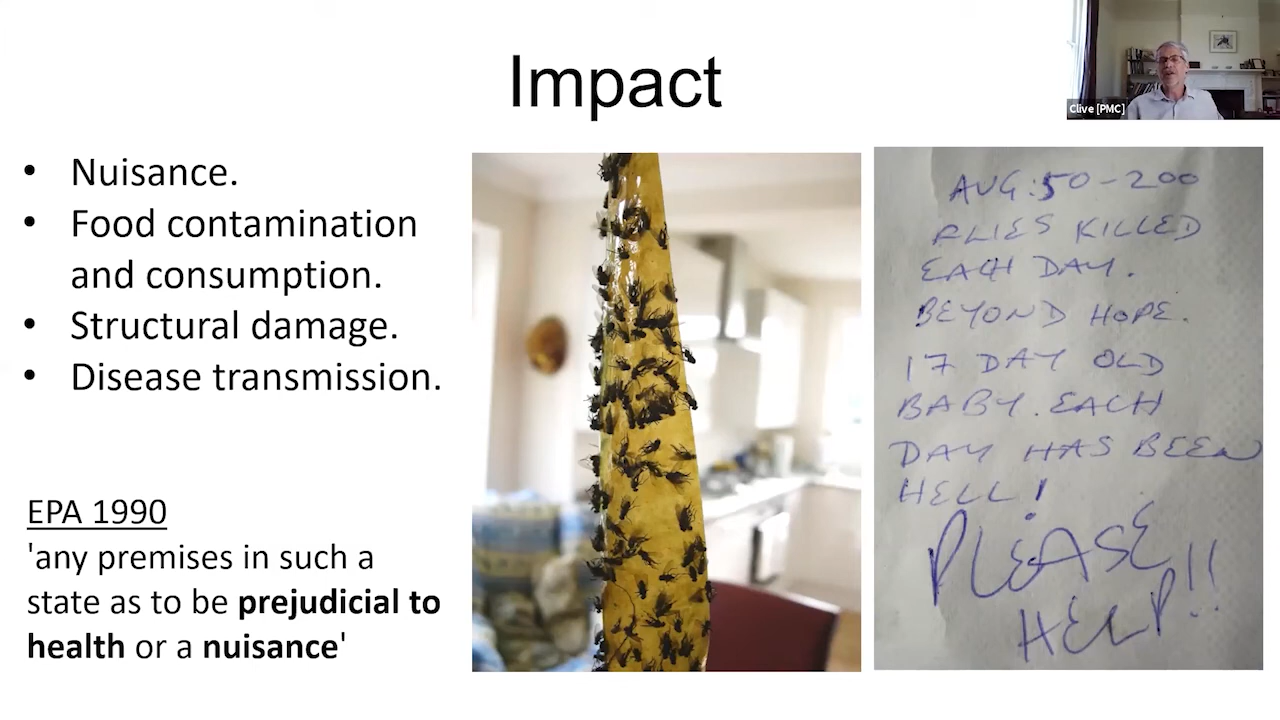 Impact
Clive [PMC]
• Nuisance.
• Food contamination
and consumption.
• Structural damage.
• Disease transmission.
EPA 1990
'any premises in such a
state as to be prejudicial to
health or a nuisance'
AUG: 50-200
FLIES KILLED
EACH DAY.
BEYOND HOPE.
17 DAY OLD
BABY. EACH
DAY HAS BEEN
HELL!
PLEASE
HELP!!